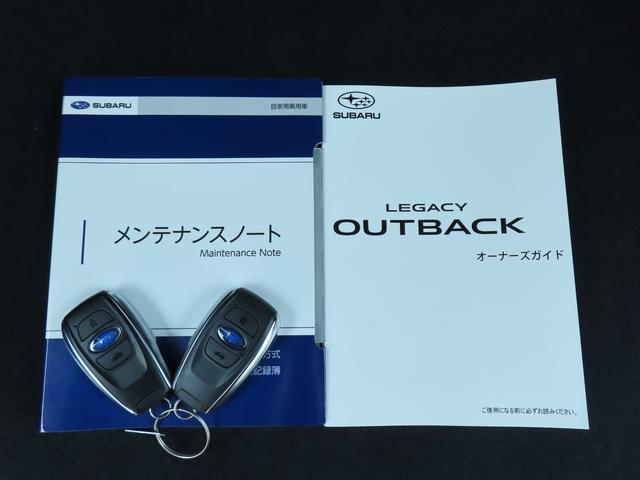 SUBARU
自家用乗用車
メンテナンスノート
Maintenance Note
方式
記録簿
SUBARU
LEGACY
OUTBACK
オーナーズガイド
ご使用になる前に必ずお読みください。